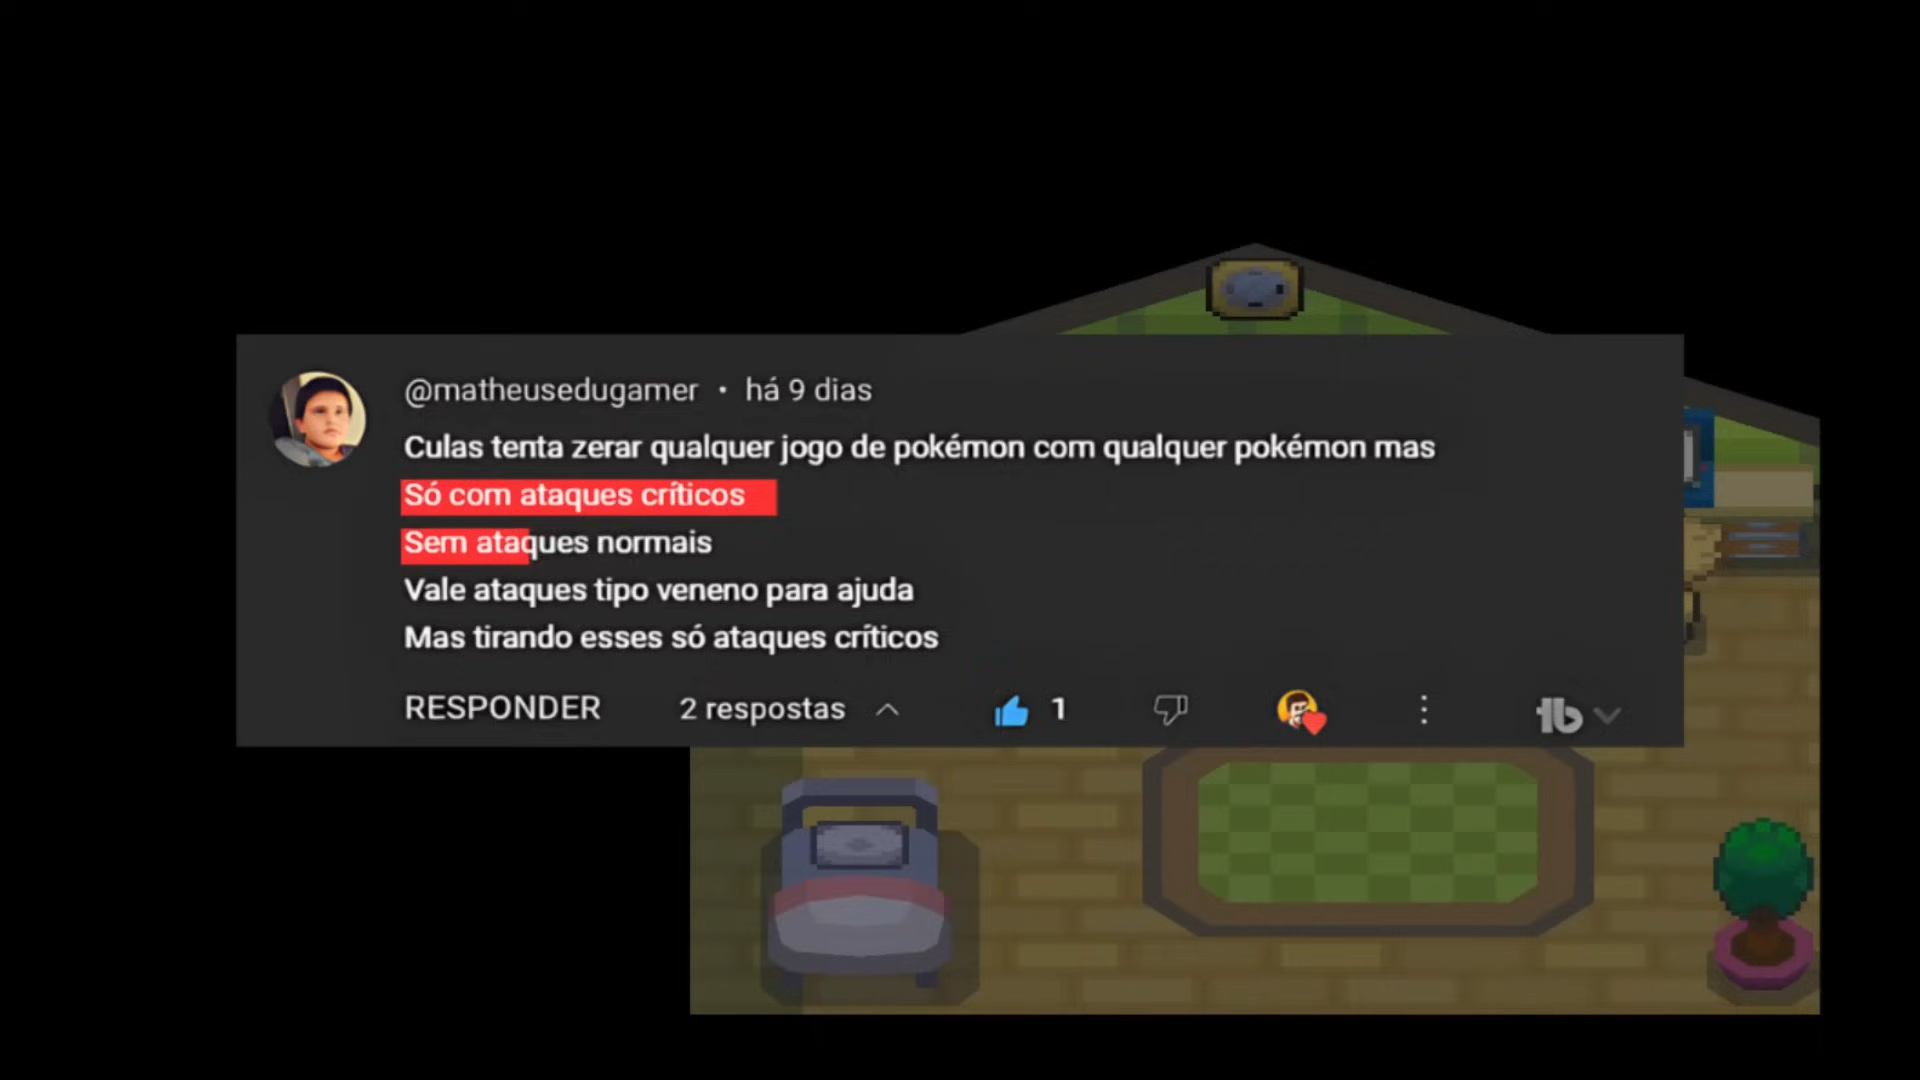 @matheusedugamer • há 9 dias
Culas tenta zerar qualquer jogo de pokémon com qualquer pokémon mas
Só com ataques críticos
Sem ataques normais
Vale ataques tipo veneno para ajuda
Mas tirando esses só ataques críticos
RESPONDER 2 respostas 1 tb